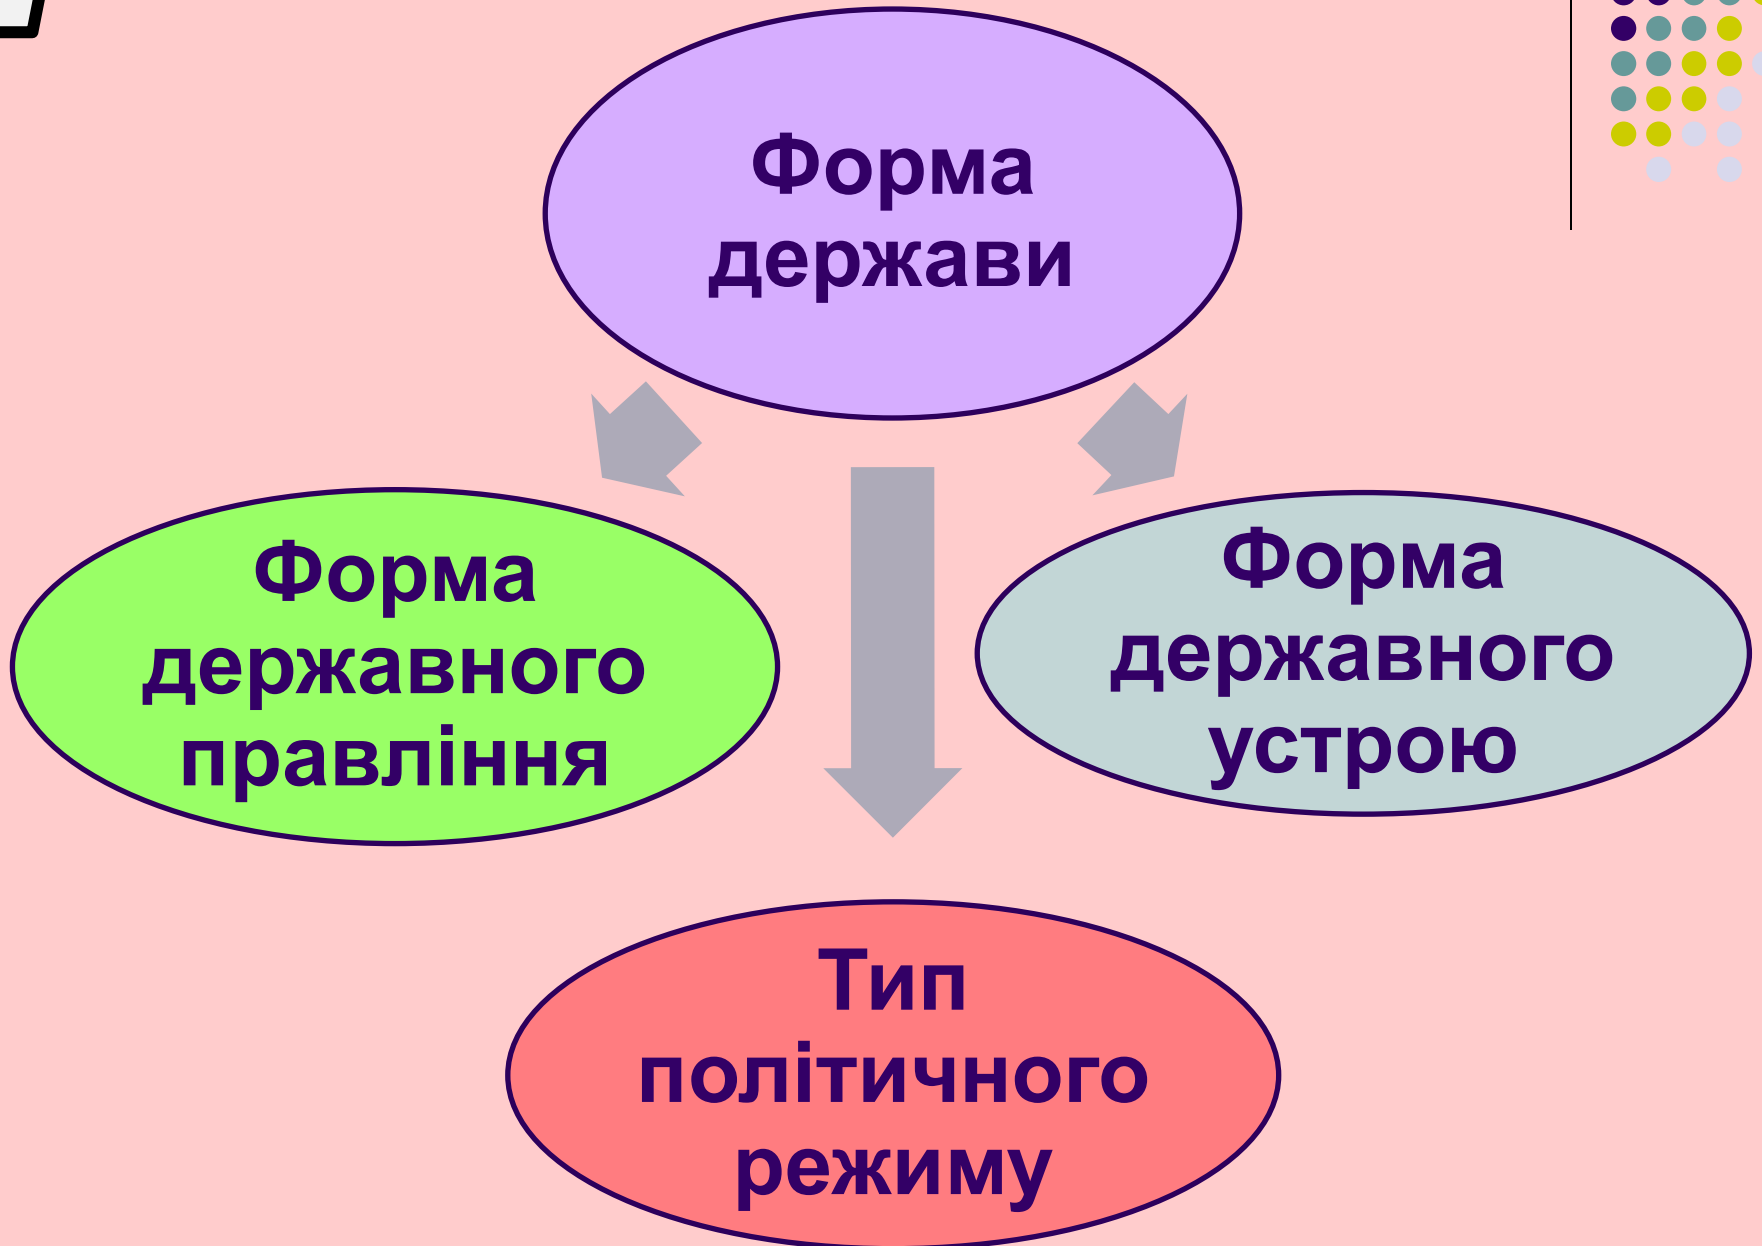 Форма
держави
Форма
державного
правління
Форма
державного
устрою
Тип
політичного
режиму